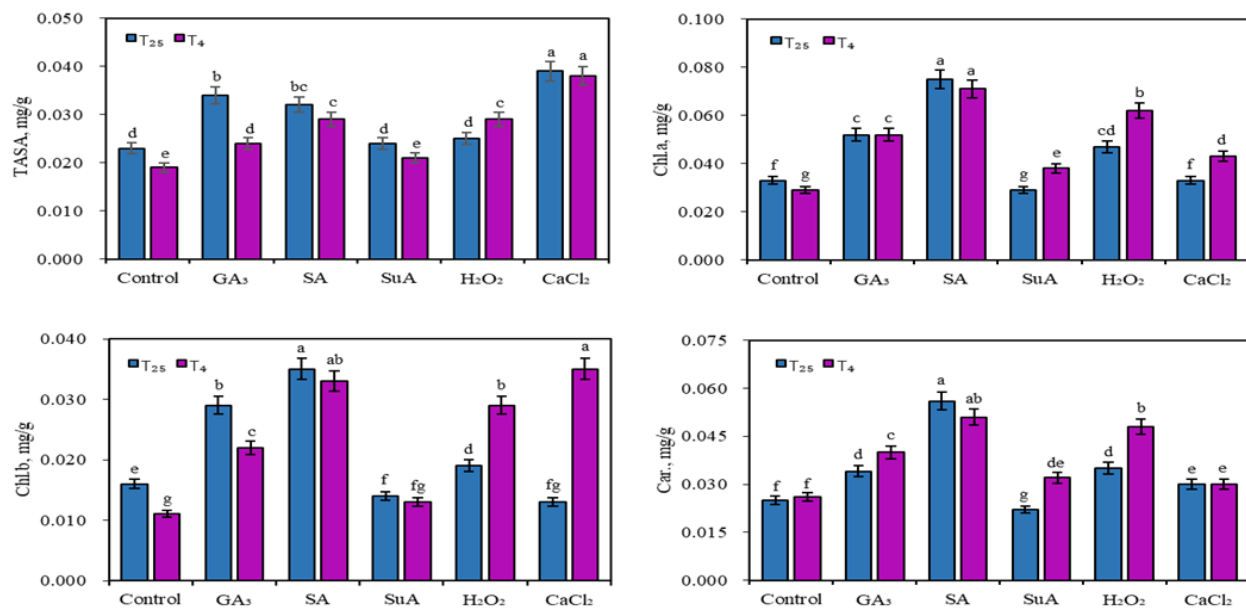 TASA, mg/g
0.050
0.040
0.030
0.020
0.010
0.000
T₂₅ T₄
d e b d bc c d e d c a a
Control GA₃ SA SuA H₂O₂ CaCl₂
Chl.a, mg/g
0.100
0.080
0.060
0.040
0.020
0.000
T₂₅ T₄
f g c c a a g e cd b f d
Control GA₃ SA SuA H₂O₂ CaCl₂
Chl.b, mg/g
0.040
0.030
0.020
0.010
0.000
T₂₅ T₄
e g b c a ab f fg d b fg a
Control GA₃ SA SuA H₂O₂ CaCl₂
Car., mg/g
0.075
0.060
0.045
0.030
0.015
0.000
T₂₅ T₄
f f d c a ab g de d b e e
Control GA₃ SA SuA H₂O₂ CaCl₂